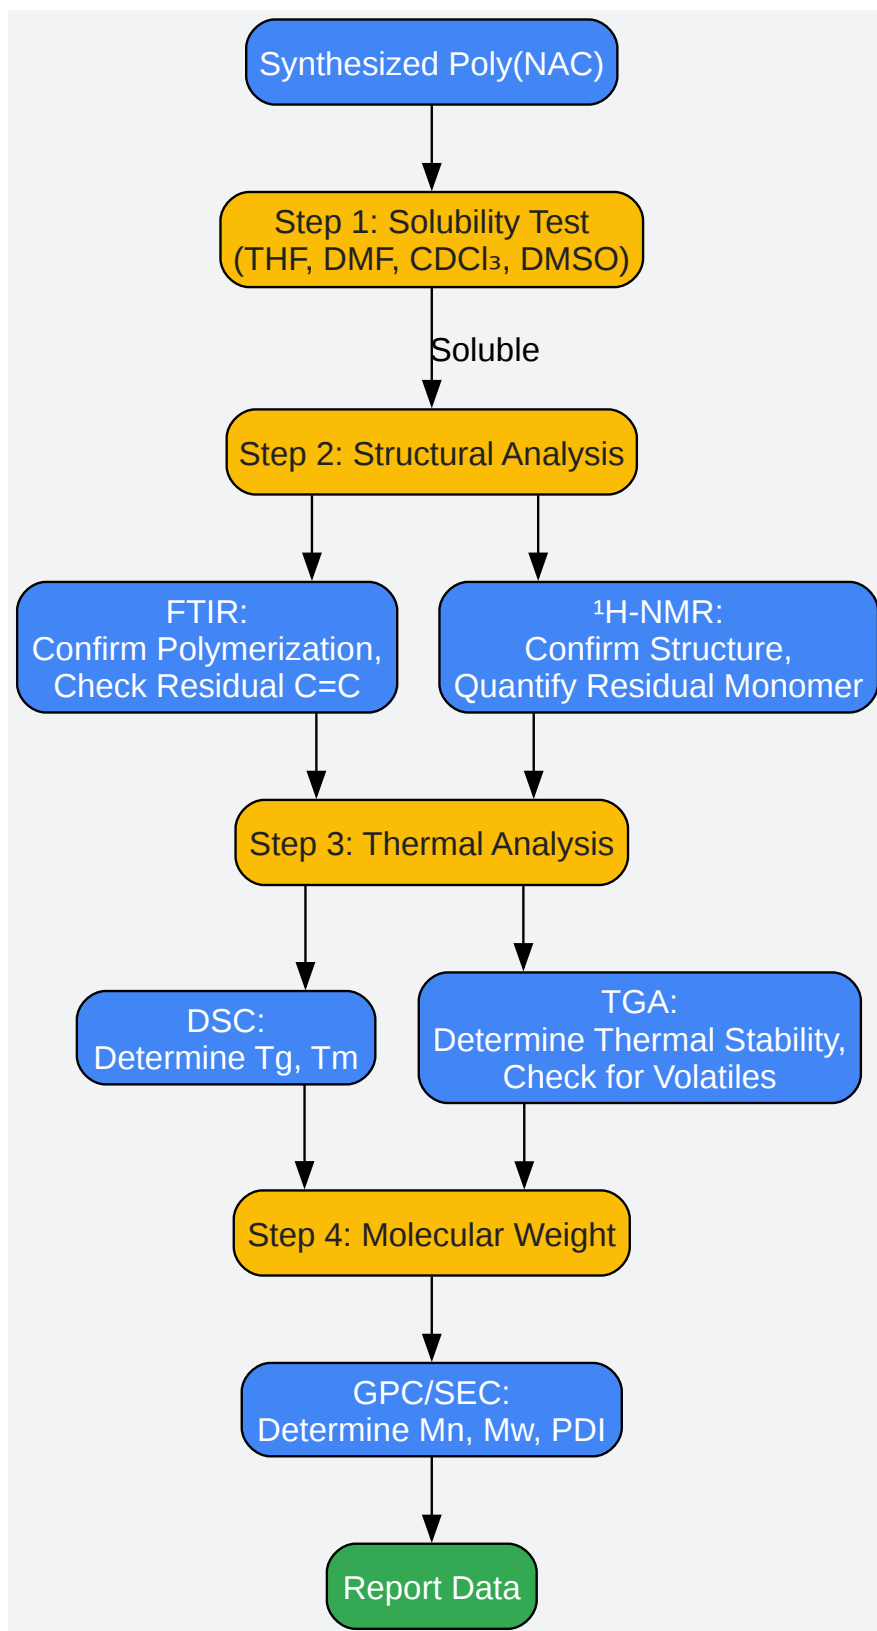 Synthesized Poly(NAC)
Step 1: Solubility Test
(THF, DMF, CDCl₃, DMSO)
Soluble
Step 2: Structural Analysis
FTIR:
Confirm Polymerization,
Check Residual C=C
¹H-NMR:
Confirm Structure,
Quantify Residual Monomer
Step 3: Thermal Analysis
DSC:
Determine Tg, Tm
TGA:
Determine Thermal Stability,
Check for Volatiles
Step 4: Molecular Weight
GPC/SEC:
Determine Mn, Mw, PDI
Report Data